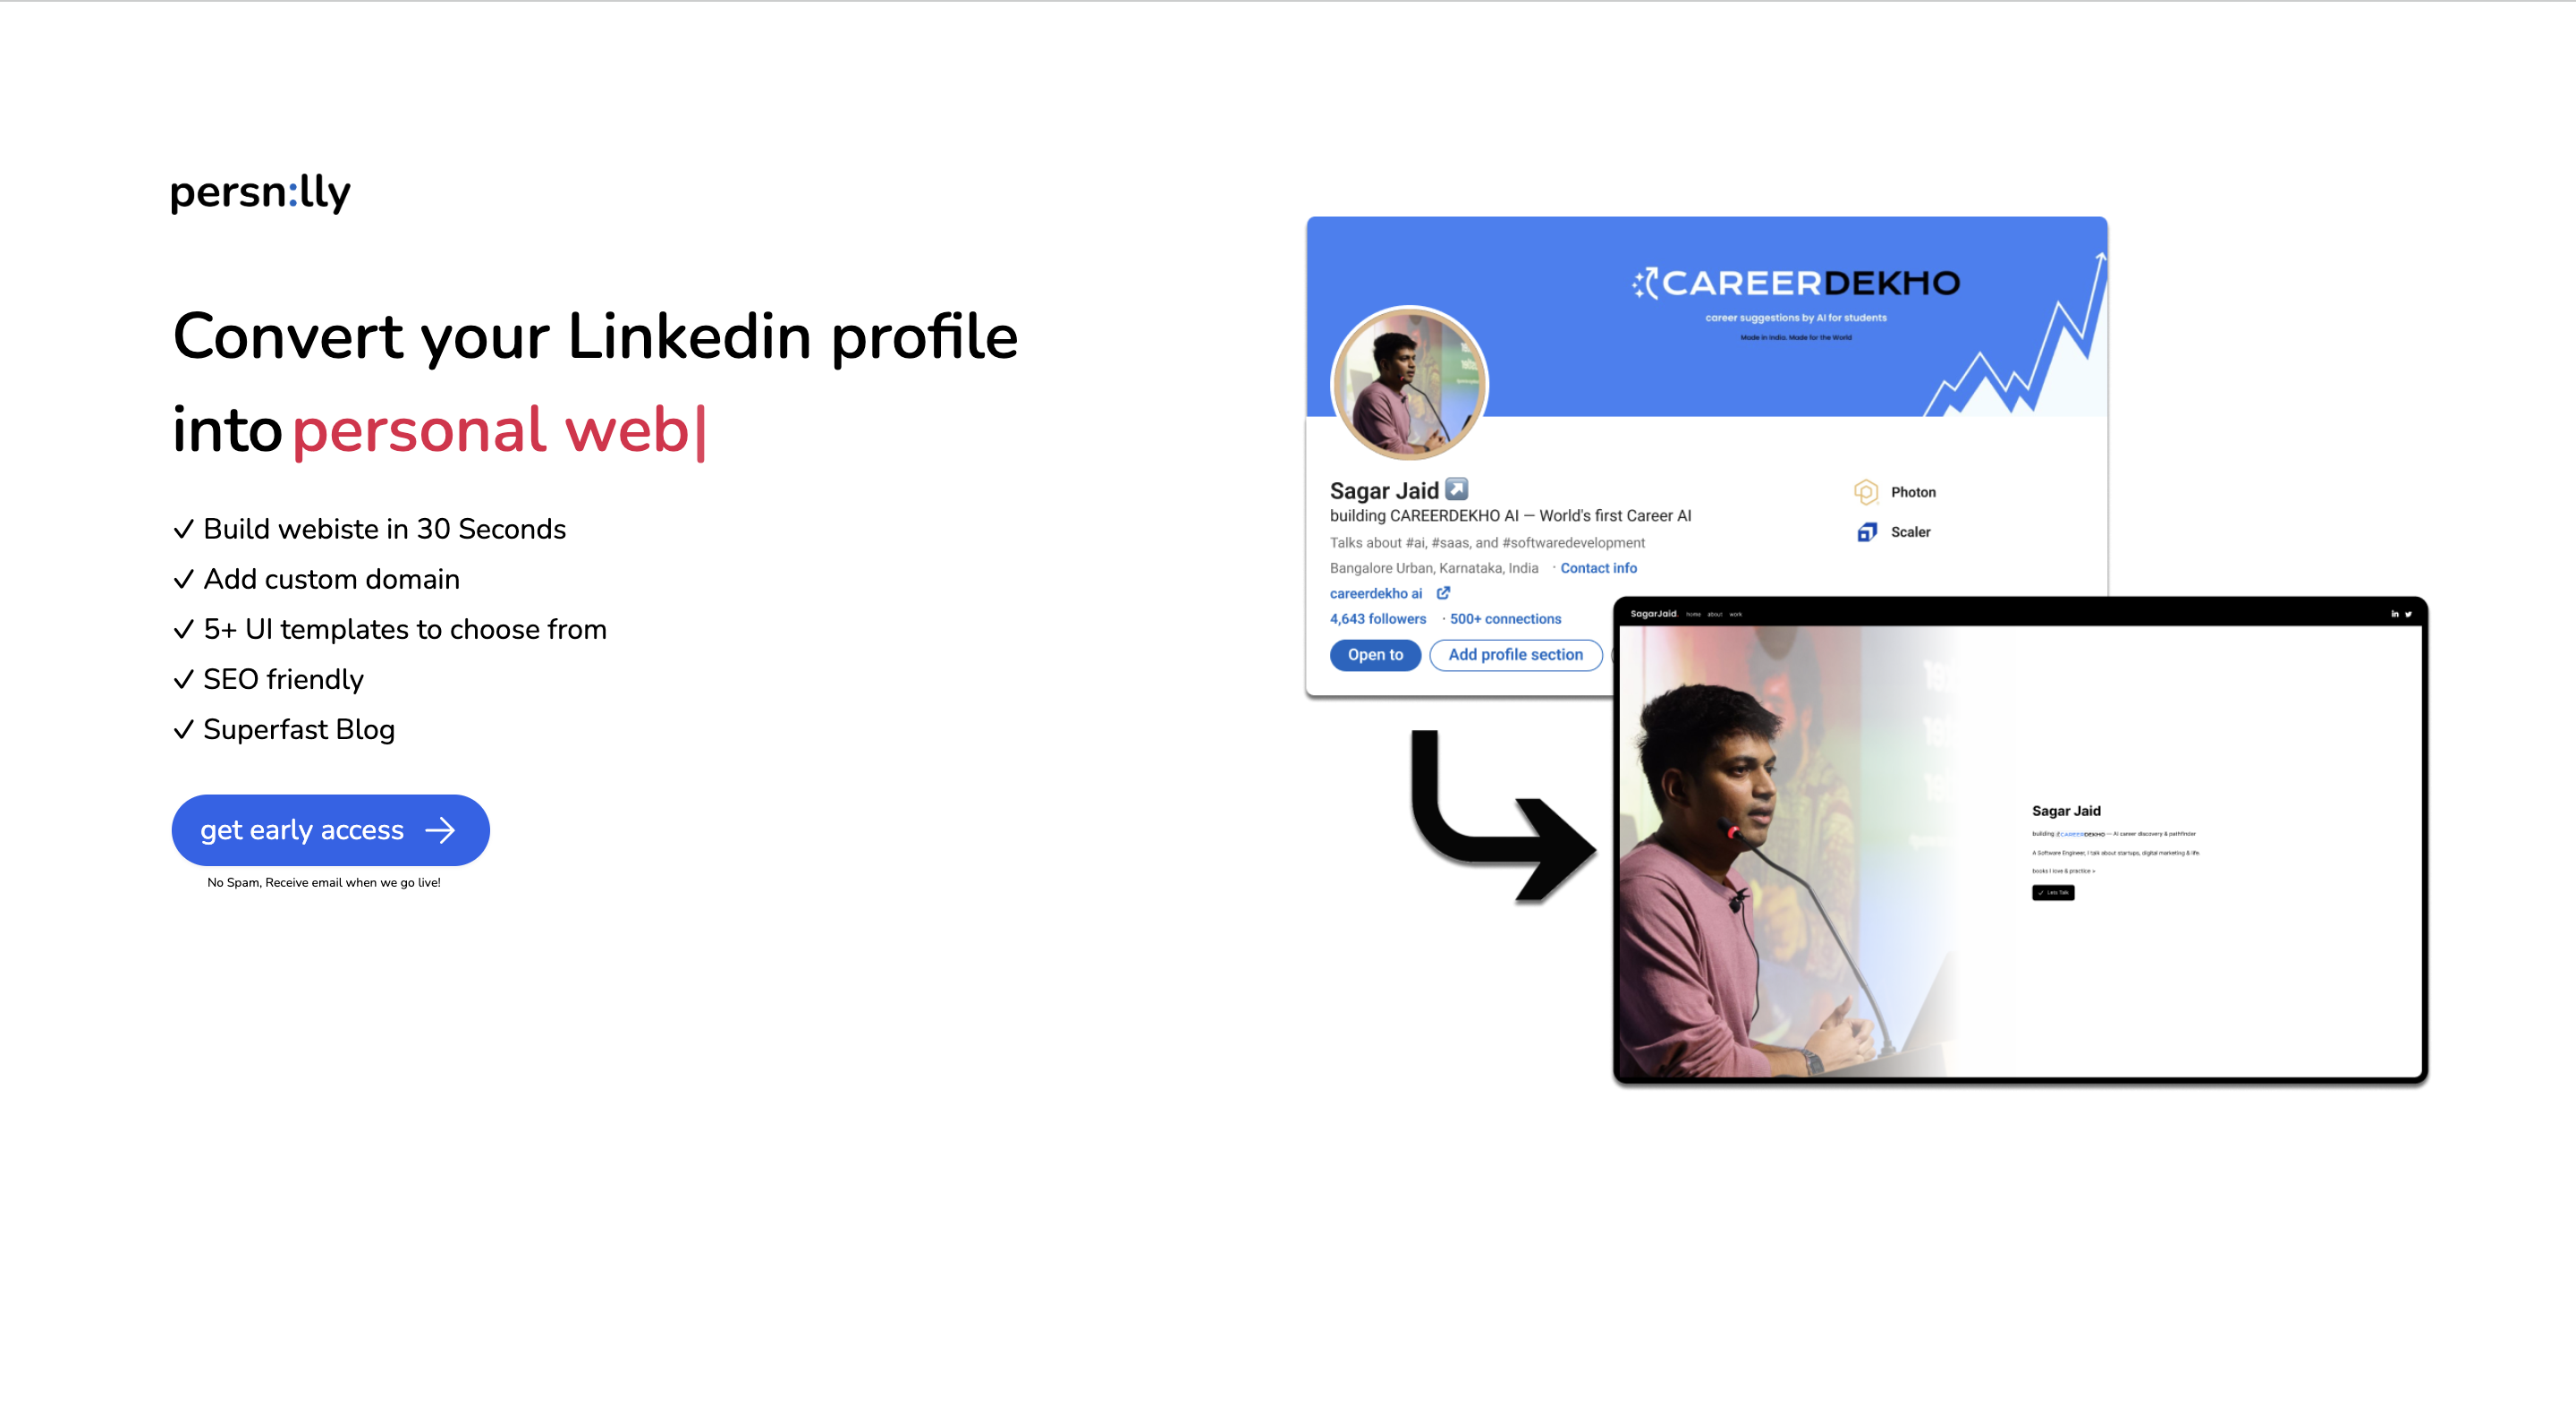 persn:lly
Convert your Linkedin profile
into personal web|
✓ Build webiste in 30 Seconds
✓ Add custom domain
✓ 5+ UI templates to choose from
✓ SEO friendly
✓ Superfast Blog
get early access →
No Spam, Receive email when we go live!
CAREERDEKHO
career suggestions by AI for students
Made in India. Made for the World
Sagar Jaid
building CAREERDEKHO AI — World's first Career AI
Talks about #ai, #saas, and #softwaredevelopment
Bangalore Urban, Karnataka, India · Contact info
careerdekho ai
4,643 followers · 500+ connections
Open to
Add profile section
Photon
Scaler
SagarJaid. home about work
in
Sagar Jaid
building CAREERDEKHO — AI career discovery & pathfinder
A Software Engineer, I talk about startups, digital marketing & life.
books I love & practice »
Lets Talk